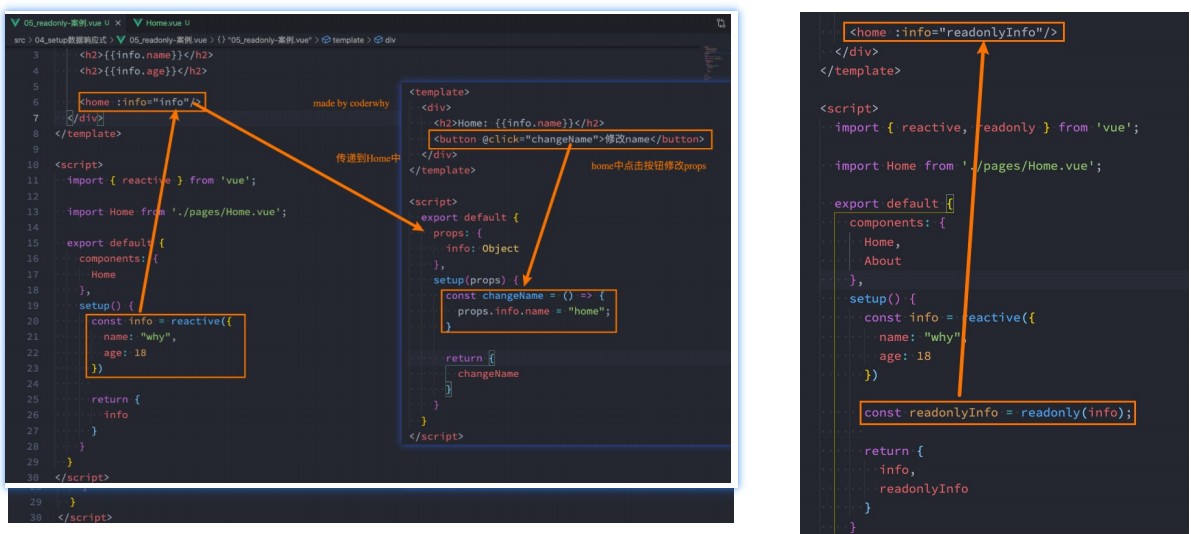 05_readonly-案例.vue U × Home.vue U
src > 04_setup数据响应式 > 05_readonly-案例.vue > {} "05_readonly-案例.vue" > template > div
3 <h2>{{info.name}}</h2>
4 <h2>{{info.age}}</h2>
5
6 <home :info="info"/>
7 </div>
8 </template>
9
10 <script>
11 import { reactive } from 'vue';
12
13 import Home from './pages/Home.vue';
14
15 export default {
16 components: {
17 Home
18 },
19 setup() {
20 const info = reactive({
21 name: "why",
22 age: 18
23 })
24
25 return {
26 info
27 }
28 }
29 }
30 </script>
29 }
30 </script>
made by coderwhy
传递到Home中
<template>
<div>
<h2>Home: {{info.name}}</h2>
<button @click="changeName">修改name</button>
</div>
</template>
home中点击按钮修改props
<script>
export default {
props: {
info: Object
},
setup(props) {
const changeName = () => {
props.info.name = "home";
}
return {
changeName
}
}
}
</script>
<home :info="readonlyInfo"/>
</div>
</template>
<script>
import { reactive, readonly } from 'vue';
import Home from './pages/Home.vue';
export default {
components: {
Home,
About
},
setup() {
const info = reactive({
name: "why",
age: 18
})
const readonlyInfo = readonly(info);
return {
info,
readonlyInfo
}
}